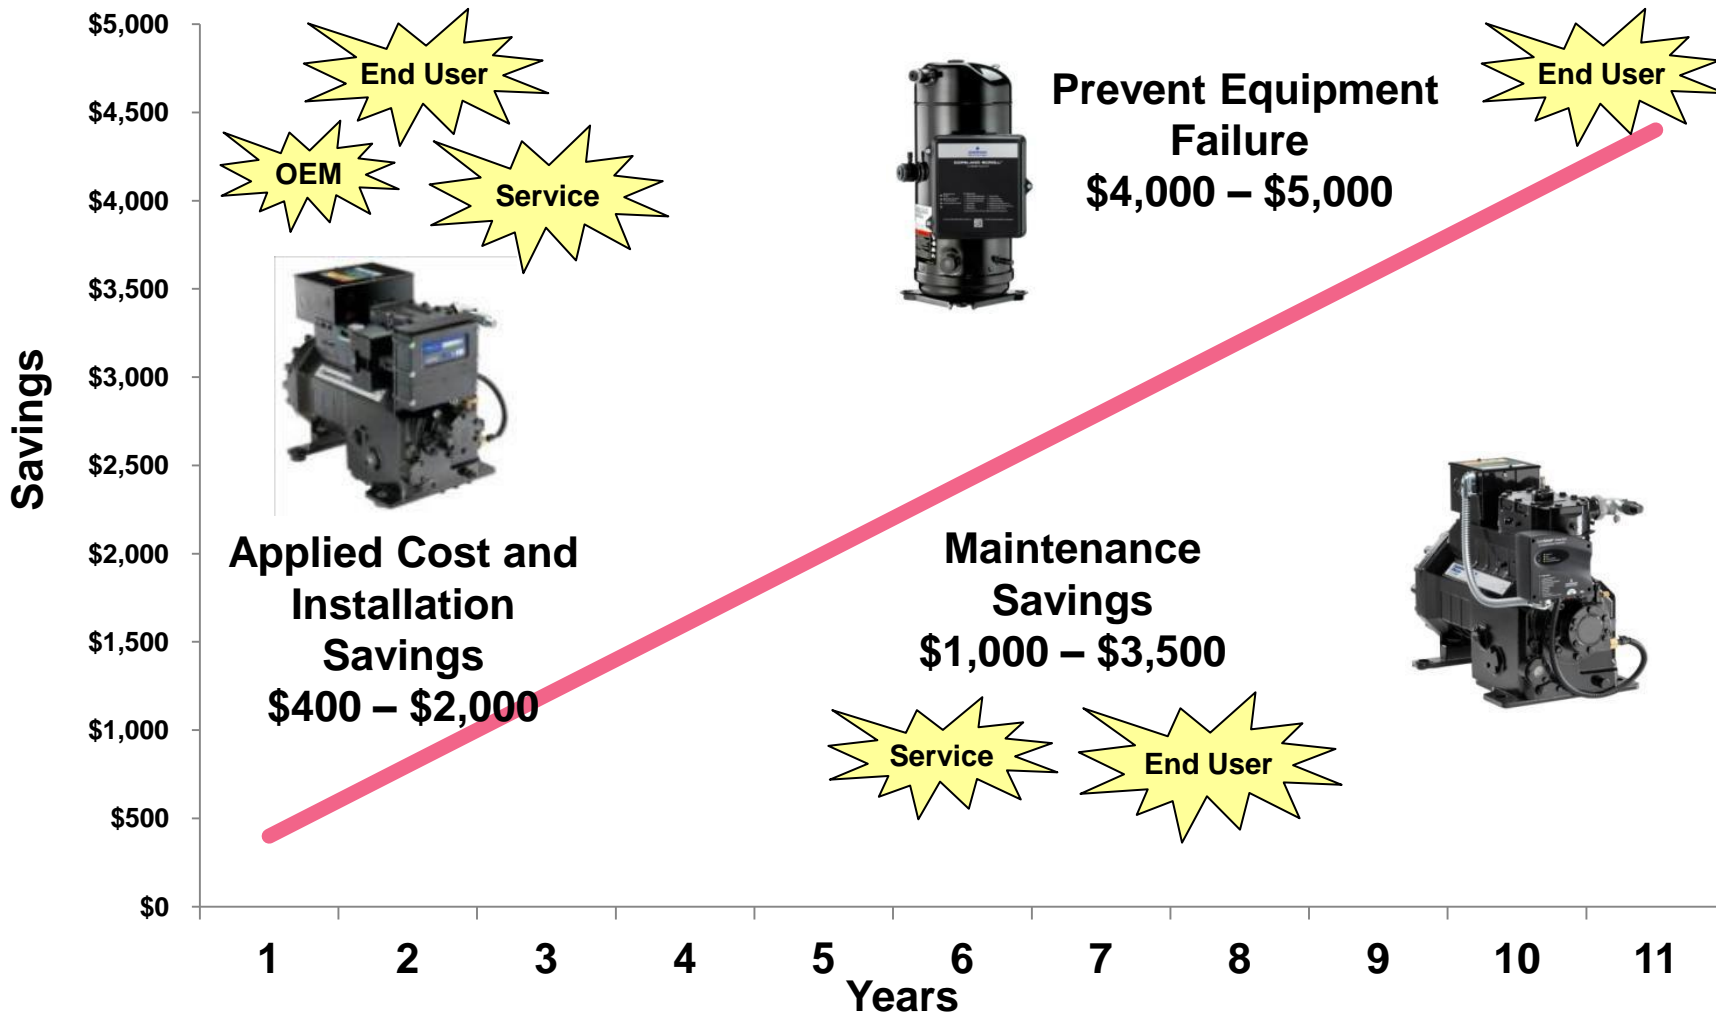 $5,000
$4,500
$4,000
$3,500
$3,000
$2,500
$2,000
$1,500
$1,000
$500
$0
Savings
End User
OEM
Service
Applied Cost and
Installation
Savings
$400 – $2,000
Prevent Equipment
Failure
$4,000 – $5,000
End User
Maintenance
Savings
$1,000 – $3,500
Service
End User
1 2 3 4 5 6 7 8 9 10 11
Years